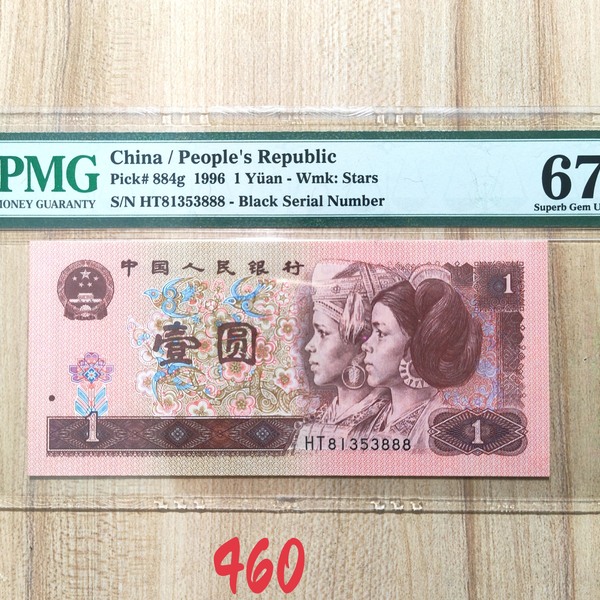 PMG
MONEY GUARANTY
China / People's Republic
Pick# 884g 1996 1 Yüan - Wmk: Stars
S/N HT81353888 - Black Serial Number
67
Superb Gem U
中国人民银行
1
壹圆
1
HT81353888
1
460